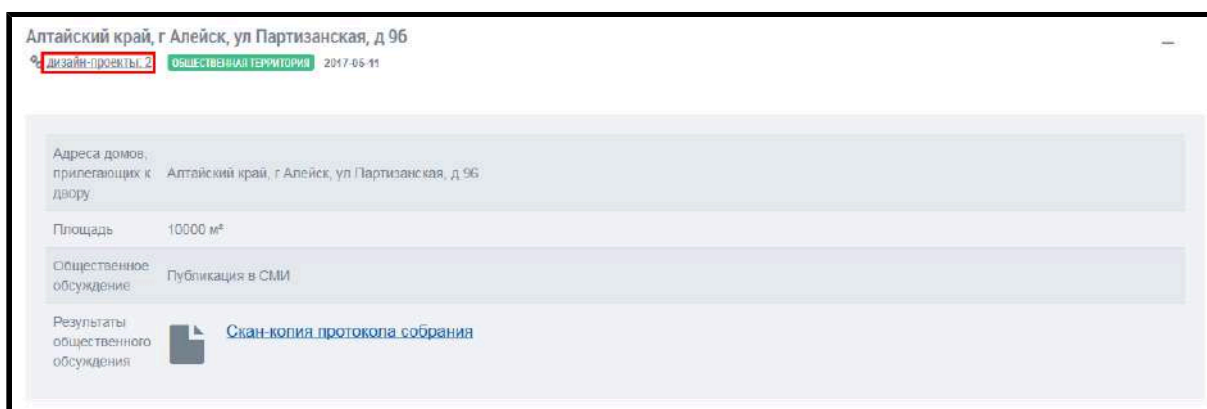 Алтайский край, г Алейск, ул Партизанская, д 96
дизайн-проекты: 2 ОБЩЕСТВЕННАЯ ТЕРРИТОРИЯ 2017-05-11
Адреса домов,
прилегающих к Алтайский край, г Алейск, ул Партизанская, д 96
двору
Площадь 10000 м²
Общественное
обсуждение Публикация в СМИ
Результаты
общественного Скан-копия протокола собрания
обсуждения